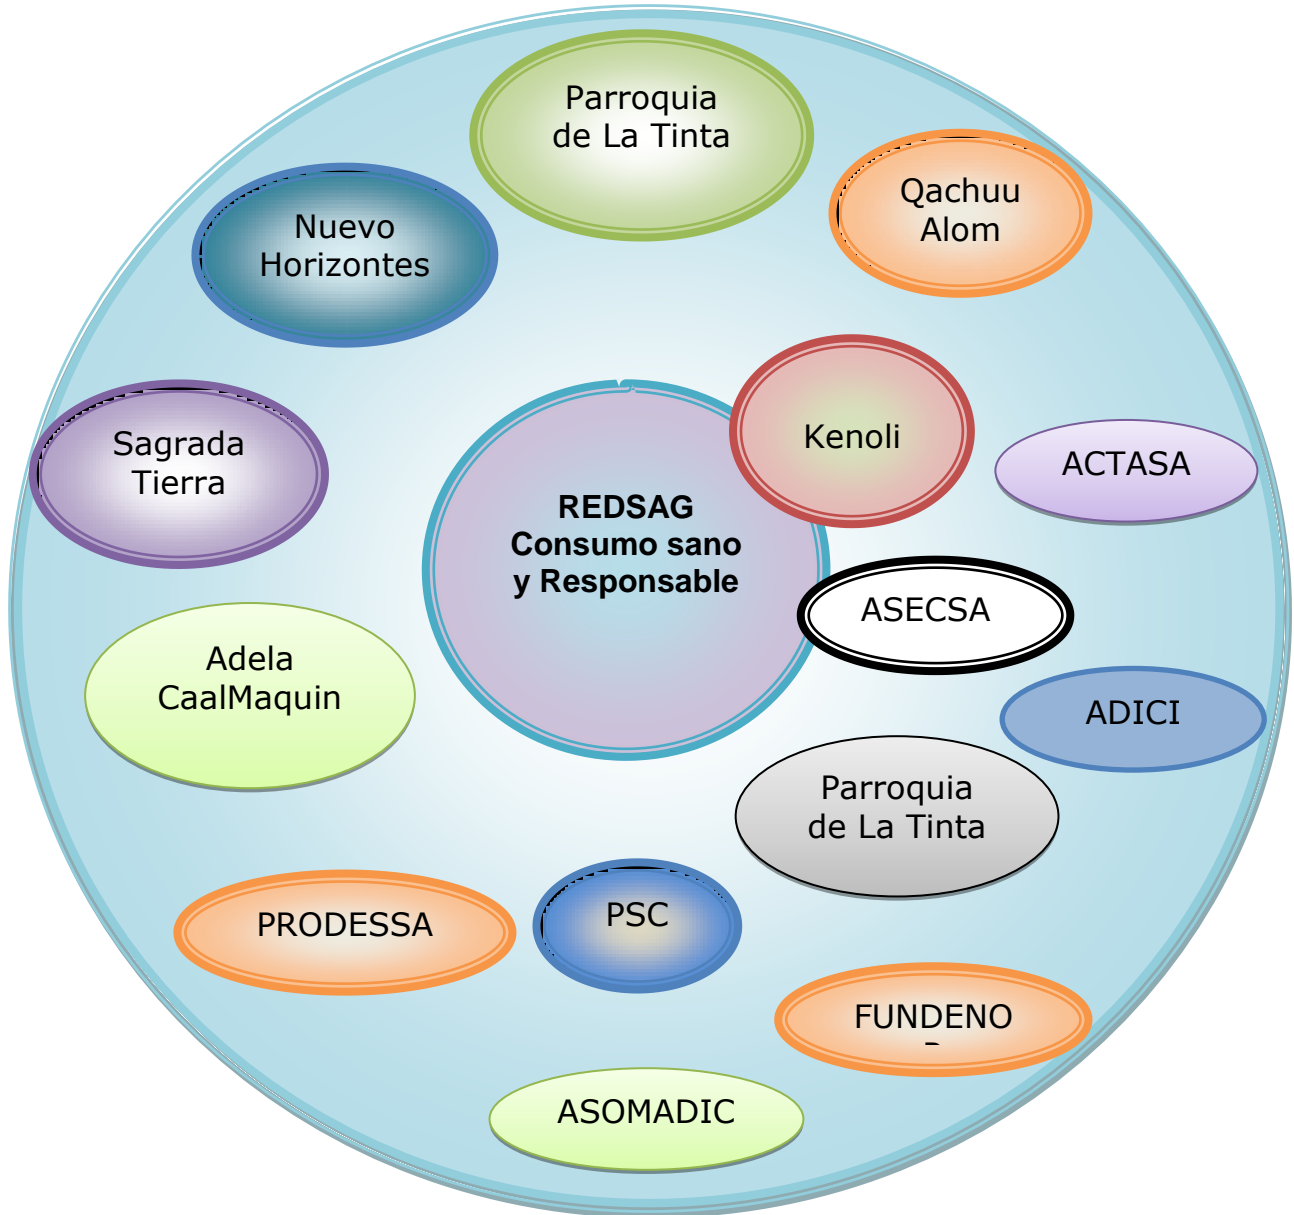 Parroquia
de La Tinta
Qachuu
Alom
Nuevo
Horizontes
Kenoli
Sagrada
Tierra
ACTASA
REDSAG
Consumo sano
y Responsable
ASECSA
Adela
CaalMaquin
ADICI
Parroquia
de La Tinta
PRODESSA
PSC
FUNDENO
ASOMADIC